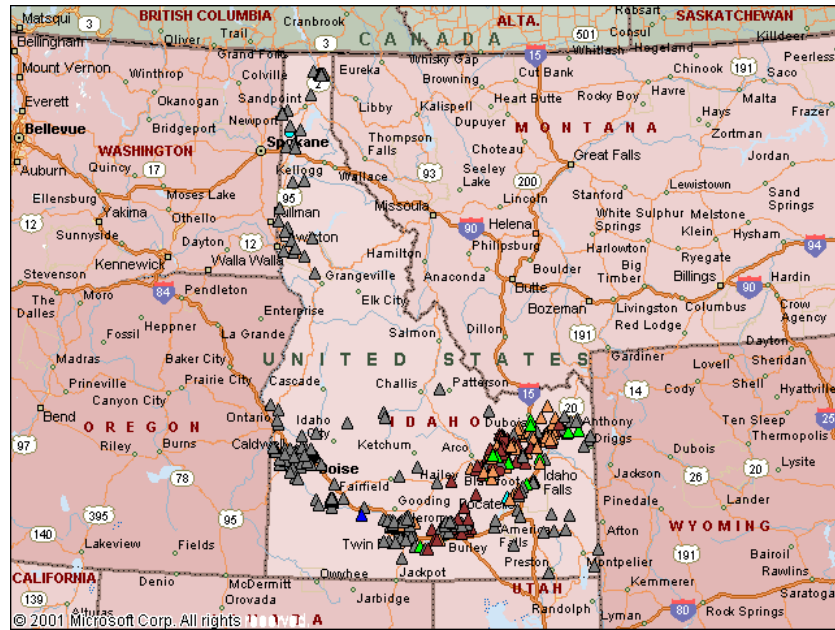 BRITISH COLUMBIA
Cranbrook
ALTA.
Robsart
SASKATCHEWAN
Matsqui
3
Trail
Consul
Killdeer
Bellingham
Oliver
3
CANADA
501
Grand Forks
Whisky Gap
15
Whitlash
Hogeland
Peerless
Mount Vernon
Winthrop
Colville
2
Eureka
Browning
Cut Bank
Chinook
191
Saco
Everett
Okanogan
Sandpoint
Libby
Kalispell
Heart Butte
Rocky Boy
Havre
Malta
Bridgeport
Newport
Dupuyer
Hays
Frazer
Bellevue
WASHINGTON
Spokane
Thompson
Falls
Choteau
MONTANA
Zortman
Auburn
Quincy
17
Kellogg
Wallace
93
Seeley
Lake
Great Falls
Jordan
Ellensburg
Moses Lake
95
200
Lincoln
Stanford
Lewistown
Sand
Springs
12
Yakima
Othello
Missoula
White Sulphur
Springs
Melstone
Sunnyside
Dayton
12
90
Helena
Klein
Hysham
94
Kennewick
Walla Walla
Hamilton
Philipsburg
Harlowton
Ryegate
Stevenson
Grangeville
Anaconda
Boulder
Big
Timber
Billings
Hardin
The
Dalles
Moro
84
Pendleton
Elk City
Butte
90
Bozeman
Livingston
Columbus
Crow
Agency
Fossil
Heppner
La Grande
Enterprise
Salmon
Dillon
191
Red Lodge
Dayton
Madras
Baker City
UNITED STATES
Gardiner
Lovell
Sheridan
Prineville
Prairie City
Cascade
Challis
Patterson
15
14
Cody
Shell
Hyattville
Bend
Canyon City
Ontario
Idaho
City
IDAHO
Dubois
20
Anthony
Ten Sleep
25
97
OREGON
Riley
Burns
Ketchum
Arco
Driggs
Dubois
Thermopolis
Boise
Hailey
20
Lysite
78
Fairfield
Idaho
Falls
Jackson
26
395
95
Gooding
Pinedale
Lander
140
Twin
American
Falls
Afton
WYOMING
Lakeview
Fields
Burley
191
Bairoil
CALIFORNIA
Denio
McDermitt
Owyhee
Jackpot
Preston
Montpelier
Kemmerer
Rawlins
139
Alturas
Orovada
Jarbidge
UTAH
Randolph
Lyman
80
Rock Springs
Saratoga
© 2001 Microsoft Corp. All rights reserved